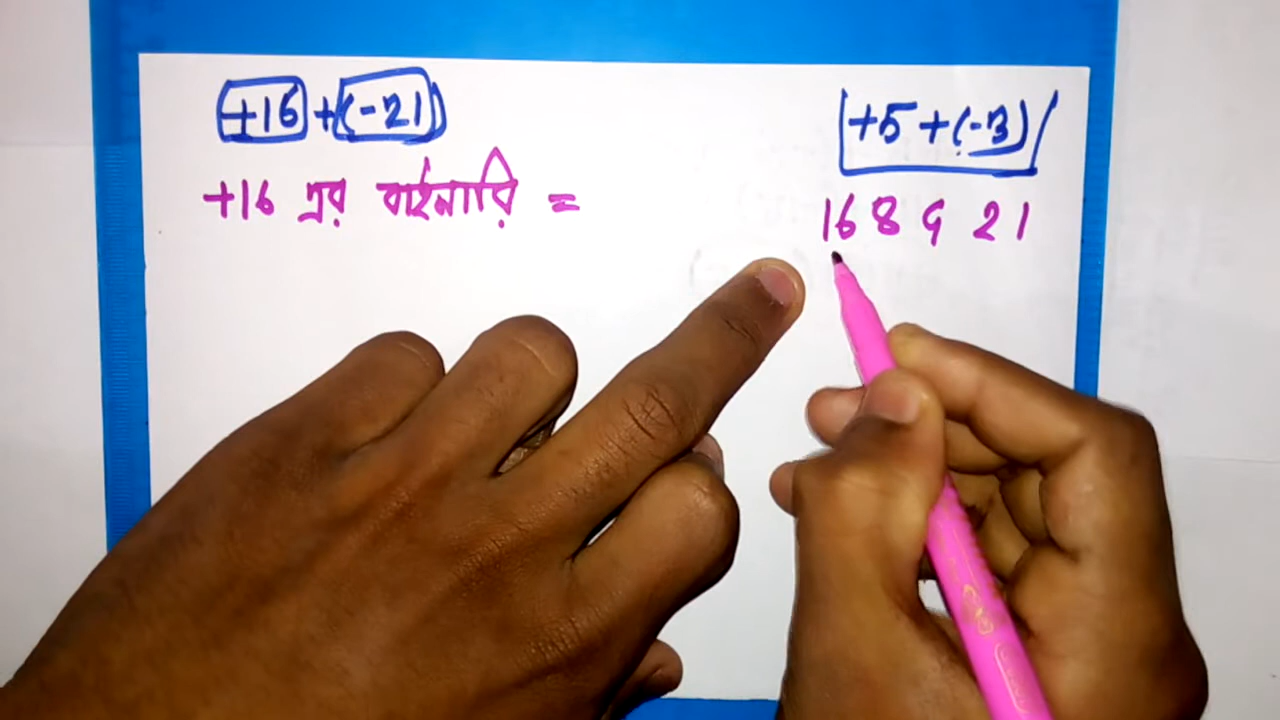 +16 + (-21)
+5 + (-3)
+16 এর বাইনারি =
16 8 4 2 1